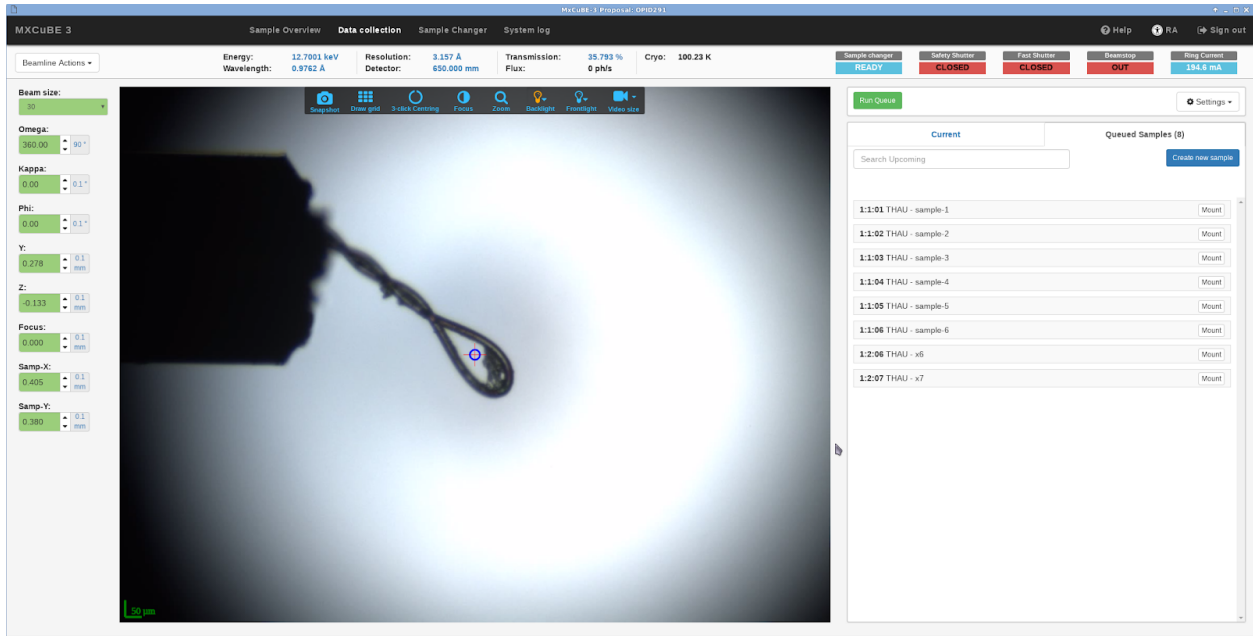 MXCuBE-3 Proposal: OPID291
MXCuBE 3 Sample Overview Data collection Sample Changer System log Help RA Sign out
Beamline Actions
Energy: 12.7001 keV Resolution: 3.157 Å Transmission: 35.793 % Cryo: 100.23 K
Wavelength: 0.9762 Å Detector: 650.000 mm Flux: 0 ph/s
Sample changer Safety Shutter Fast Shutter Beamstop Ring Current
READY CLOSED CLOSED OUT 194.6 mA
Beam size:
30
Omega:
360.00 90 °
Kappa:
0.00 0.1 °
Phi:
0.00 0.1 °
Y:
0.278 0.1 mm
Z:
-0.133 0.1 mm
Focus:
0.000 0.1 mm
Samp-X:
0.405 0.1 mm
Samp-Y:
0.380 0.1 mm
Snapshot Draw grid 3-click Centring Focus Zoom Backlight Frontlight Video size
50 µm
Run Queue Settings
Current Queued Samples (8)
Search Upcoming Create new sample
1:1:01 THAU - sample-1 Mount
1:1:02 THAU - sample-2 Mount
1:1:03 THAU - sample-3 Mount
1:1:04 THAU - sample-4 Mount
1:1:05 THAU - sample-5 Mount
1:1:06 THAU - sample-6 Mount
1:2:06 THAU - x6 Mount
1:2:07 THAU - x7 Mount